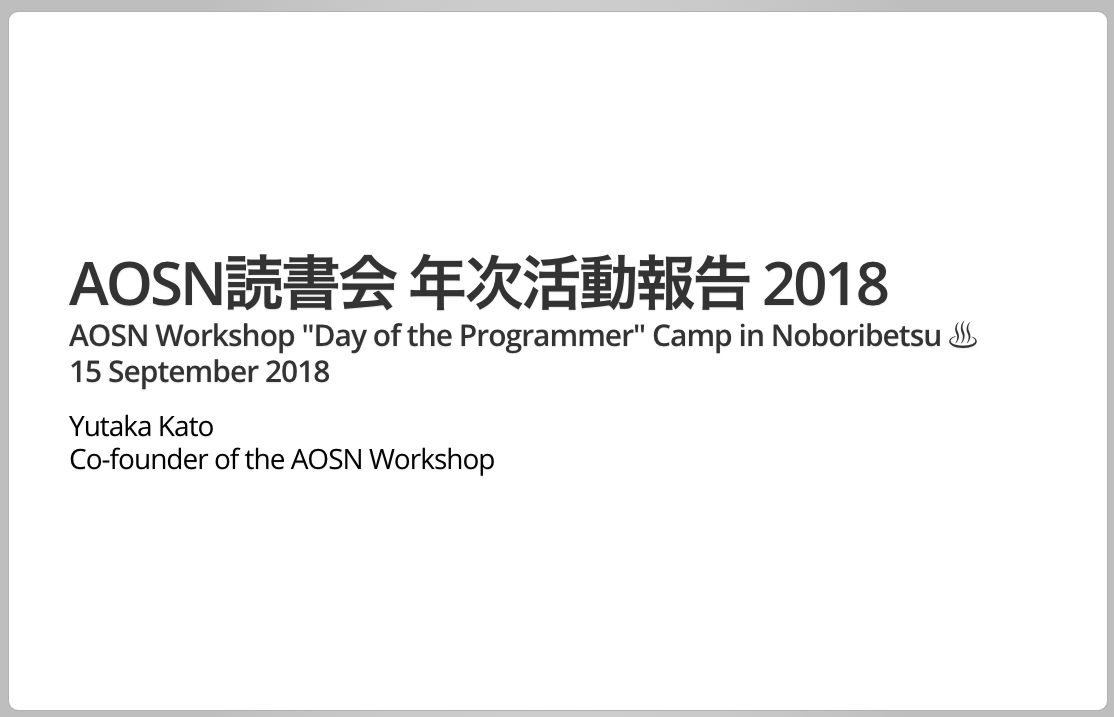 AOSN読書会 年次活動報告 2018
AOSN Workshop "Day of the Programmer" Camp in Noboribetsu ♨
15 September 2018
Yutaka Kato
Co-founder of the AOSN Workshop